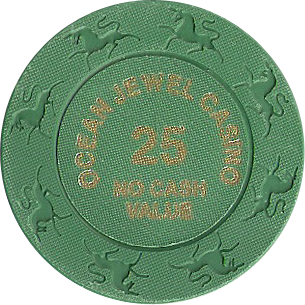 OCEAN JEWEL CASINO
25
NO CASH
VALUE